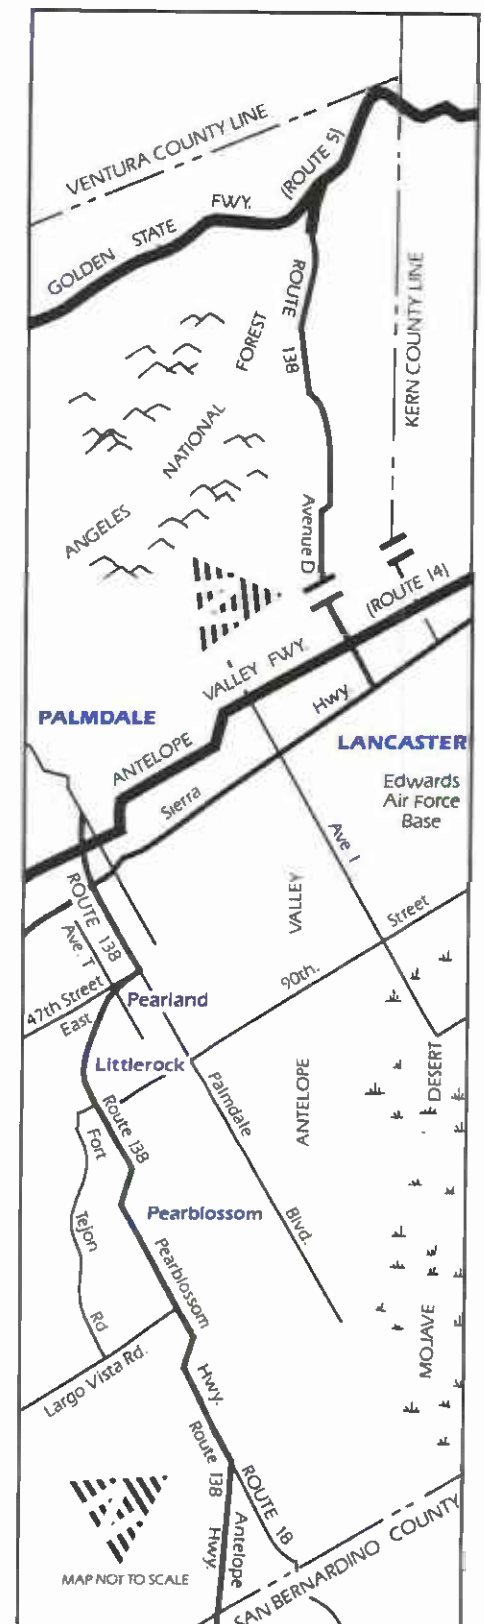 VENTURA COUNTY LINE
GOLDEN STATE FWY. (ROUTE 5)
ROUTE 138
KERN COUNTY LINE
ANGELES NATIONAL FOREST
Avenue D
(ROUTE 14)
ANTELOPE VALLEY FWY.
PALMDALE
Sierra Hwy.
LANCASTER
Edwards
Air Force
Base
Ave. I
ROUTE 138
Ave. T
90th. Street
47th Street
East
Pearland
Littlerock
ANTELOPE VALLEY
MOJAVE DESERT
Palmdale Blvd.
Route 138
Fort Tejon Rd
Pearblossom
Pearblossom Hwy.
Largo Vista Rd.
Route 138
ROUTE 18
Antelope
Hwy.
MAP NOT TO SCALE
SAN BERNARDINO COUNTY